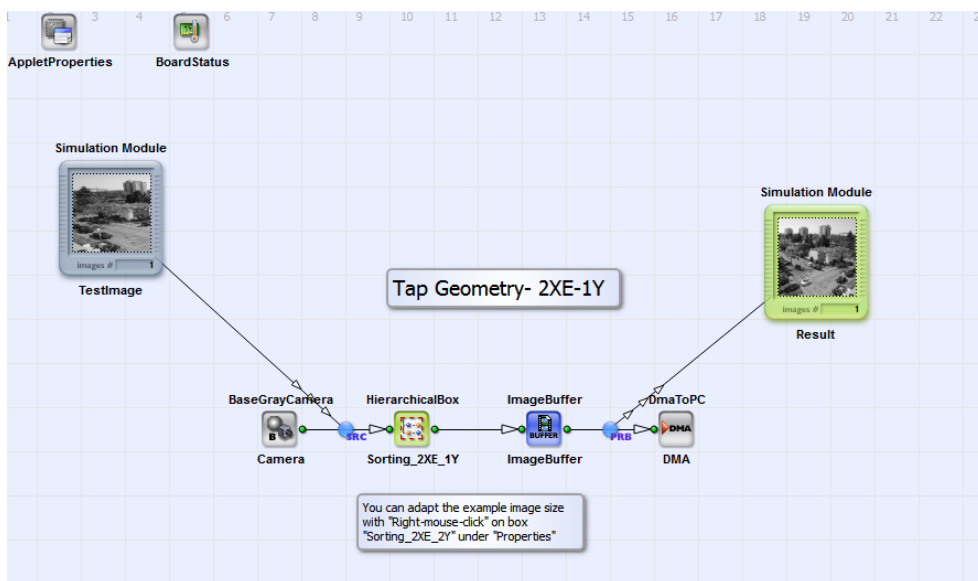 1 2 3 4 5 6 7 8 9 10 11 12 13 14 15 16 17 18 19 20 21 22 2
AppletProperties
BoardStatus
Simulation Module
Images # 1
TestImage
Simulation Module
Images # 1
Result
Tap Geometry- 2XE-1Y
BaseGrayCamera
HierarchicalBox
ImageBuffer
DmaToPC
B
SRC
BUFFER
PRB
DMA
Camera
Sorting_2XE_1Y
ImageBuffer
DMA
You can adapt the example image size
with "Right-mouse-click" on box
"Sorting_2XE_2Y" under "Properties"